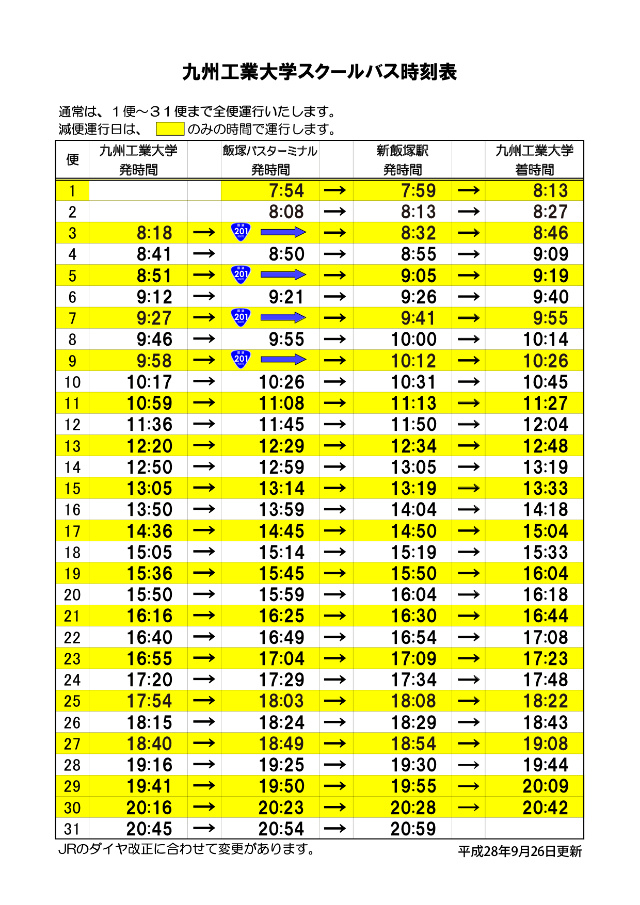 九州工業大学スクールバス時刻表
通常は、１便～３１便まで全便運行いたします。
減便運行日は、 のみの時間で運行します。
便 九州工業大学 飯塚バスターミナル 新飯塚駅 九州工業大学
発時間 発時間 発時間 着時間
1 7:54 → 7:59 → 8:13
2 8:08 → 8:13 → 8:27
3 8:18 → 201 8:32 → 8:46
4 8:41 → 8:50 → 8:55 → 9:09
5 8:51 → 201 9:05 → 9:19
6 9:12 → 9:21 → 9:26 → 9:40
7 9:27 → 201 9:41 → 9:55
8 9:46 → 9:55 → 10:00 → 10:14
9 9:58 → 201 10:12 → 10:26
10 10:17 → 10:26 → 10:31 → 10:45
11 10:59 → 11:08 → 11:13 → 11:27
12 11:36 → 11:45 → 11:50 → 12:04
13 12:20 → 12:29 → 12:34 → 12:48
14 12:50 → 12:59 → 13:05 → 13:19
15 13:05 → 13:14 → 13:19 → 13:33
16 13:50 → 13:59 → 14:04 → 14:18
17 14:36 → 14:45 → 14:50 → 15:04
18 15:05 → 15:14 → 15:19 → 15:33
19 15:36 → 15:45 → 15:50 → 16:04
20 15:50 → 15:59 → 16:04 → 16:18
21 16:16 → 16:25 → 16:30 → 16:44
22 16:40 → 16:49 → 16:54 → 17:08
23 16:55 → 17:04 → 17:09 → 17:23
24 17:20 → 17:29 → 17:34 → 17:48
25 17:54 → 18:03 → 18:08 → 18:22
26 18:15 → 18:24 → 18:29 → 18:43
27 18:40 → 18:49 → 18:54 → 19:08
28 19:16 → 19:25 → 19:30 → 19:44
29 19:41 → 19:50 → 19:55 → 20:09
30 20:16 → 20:23 → 20:28 → 20:42
31 20:45 → 20:54 → 20:59
JRのダイヤ改正に合わせて変更があります。 平成28年9月26日更新